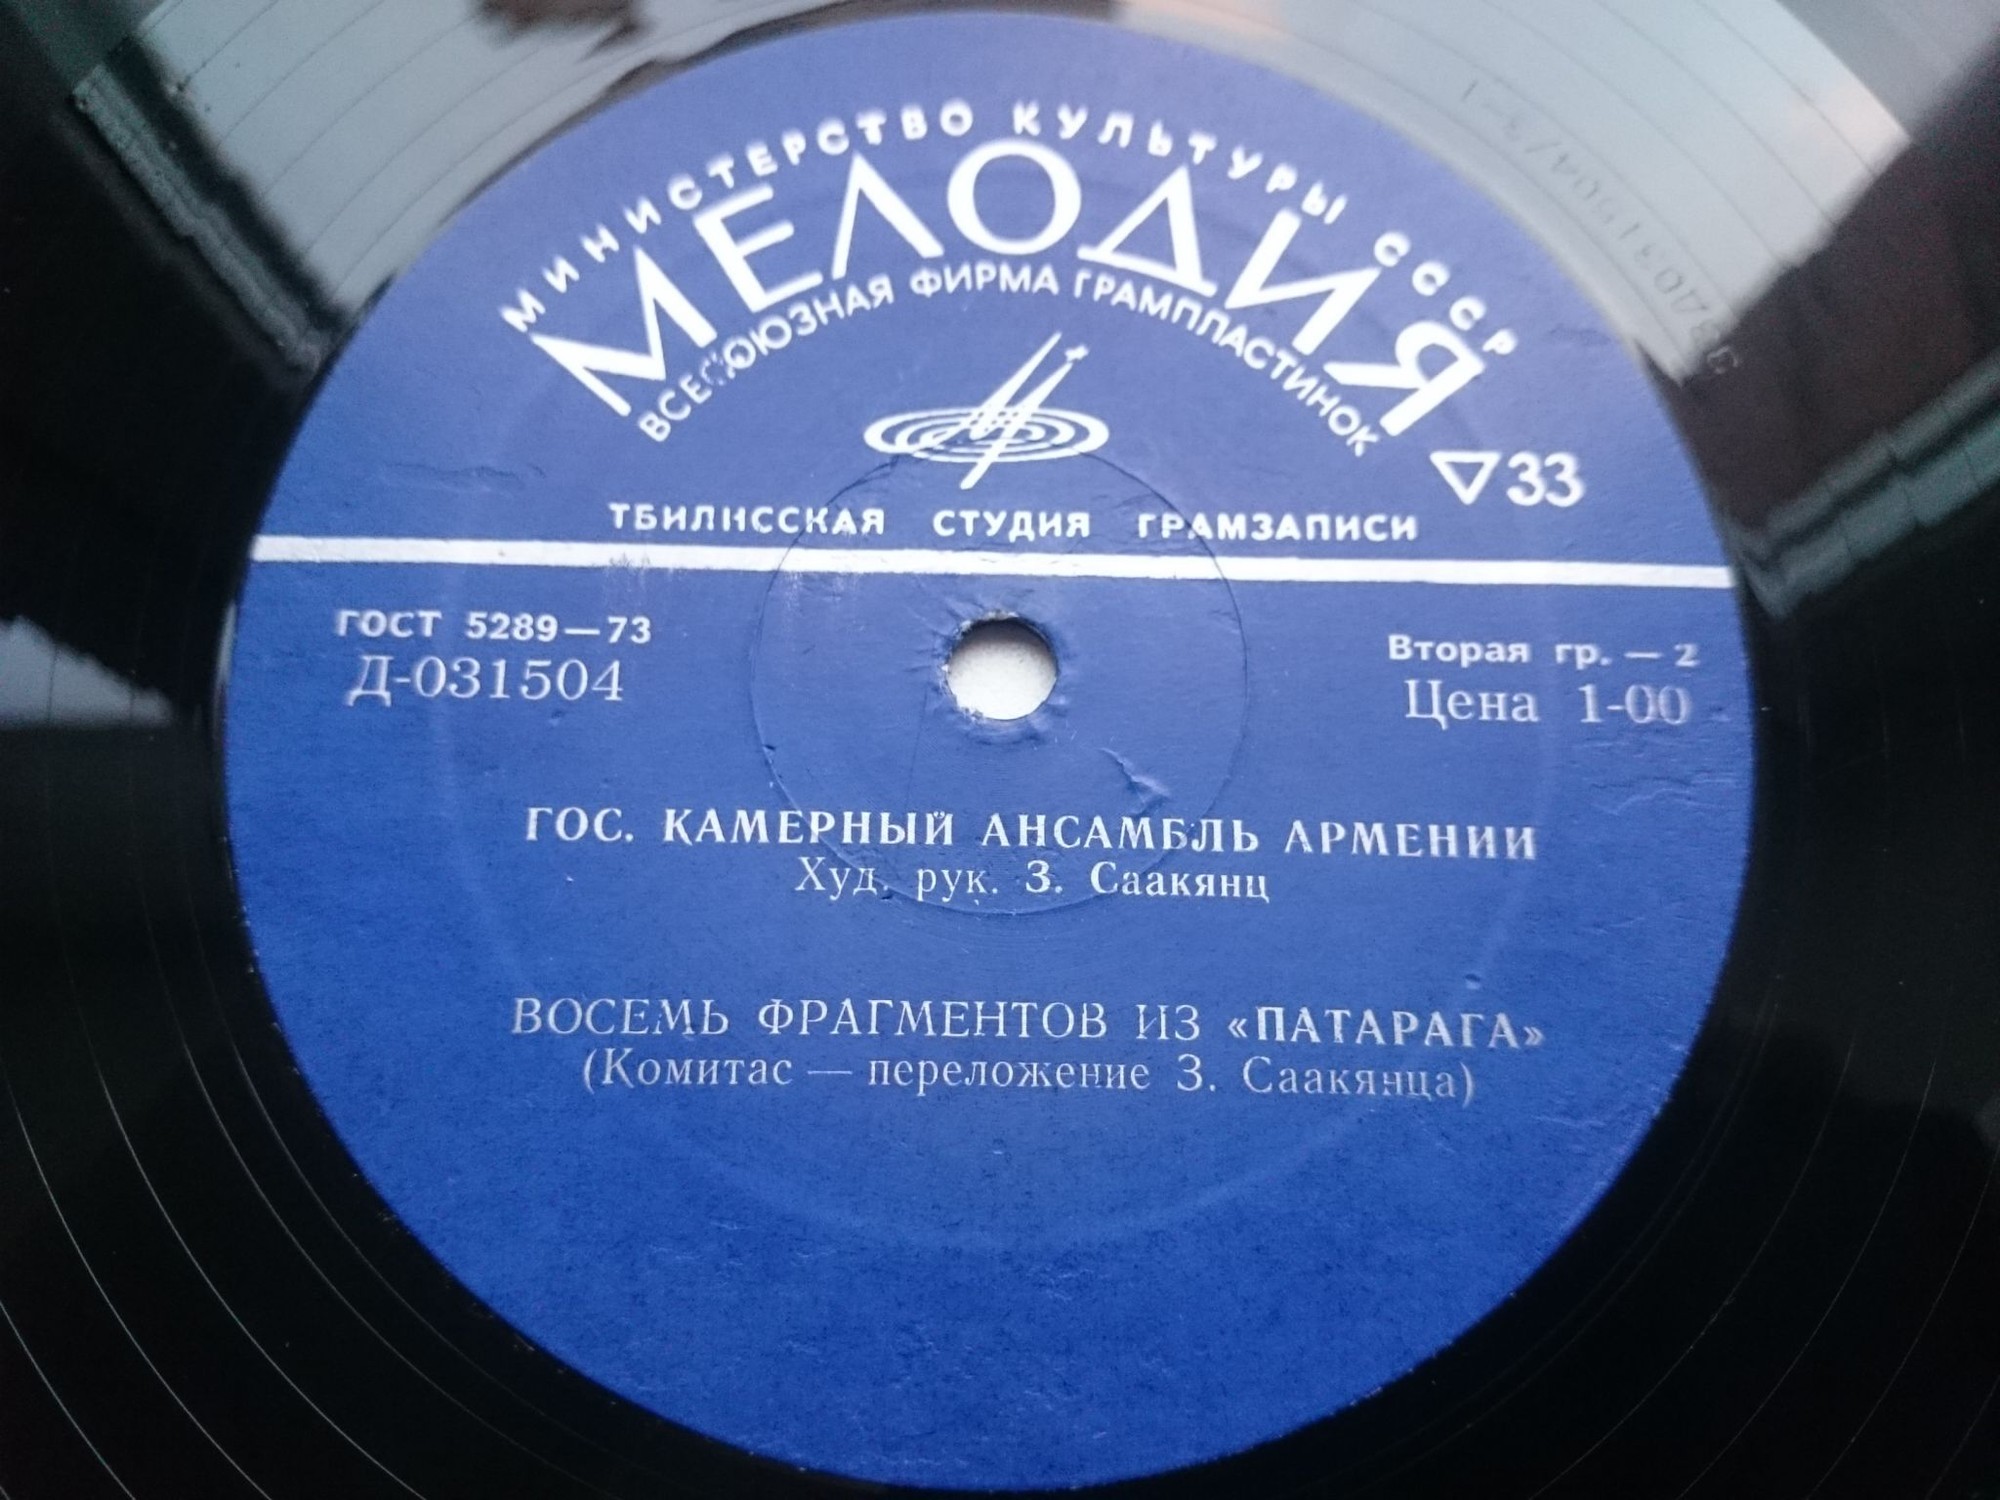 МИНИСТЕРСТВО КУЛЬТУРЫ СССР
МЕЛОДИЯ
ВСЕСОЮЗНАЯ ФИРМА ГРАМПЛАСТИНОК
▽33
ТБИЛИССКАЯ СТУДИЯ ГРАМЗАПИСИ
ГОСТ 5289—73
Д-031504
Вторая гр. — 2
Цена 1-00
ГОС. КАМЕРНЫЙ АНСАМБЛЬ АРМЕНИИ
Худ. рук. З. Саакянц
ВОСЕМЬ ФРАГМЕНТОВ ИЗ «ПАТАРАГА»
(Комитас — переложение З. Саакянца)